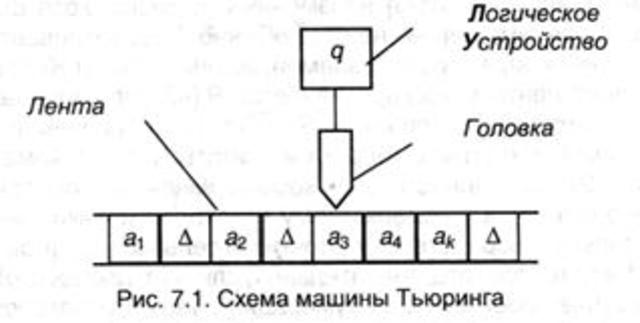 Логическое
q
Устройство
Лента
Головка
a1 Δ a2 Δ a3 a4 ak Δ
Рис. 7.1. Схема машины Тьюринга